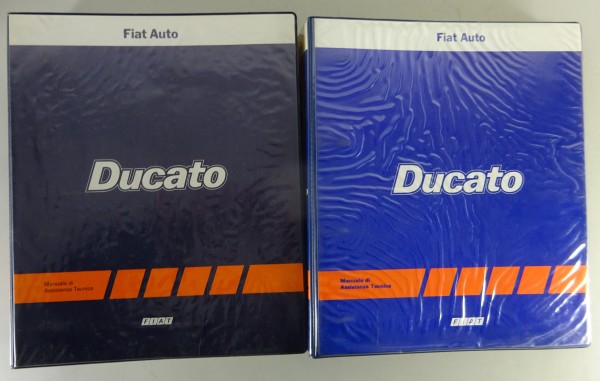 Fiat Auto
Ducato
Manuale di
Assistenza Tecnica
FIAT
Fiat Auto
Ducato
Manuale di
Assistenza Tecnica
FIAT